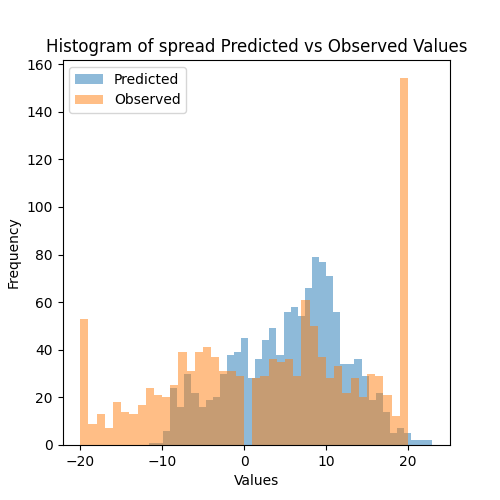 Histogram of spread Predicted vs Observed Values
Predicted
Observed
160
140
120
100
80
60
40
20
0
Frequency
−20
−10
0
10
20
Values